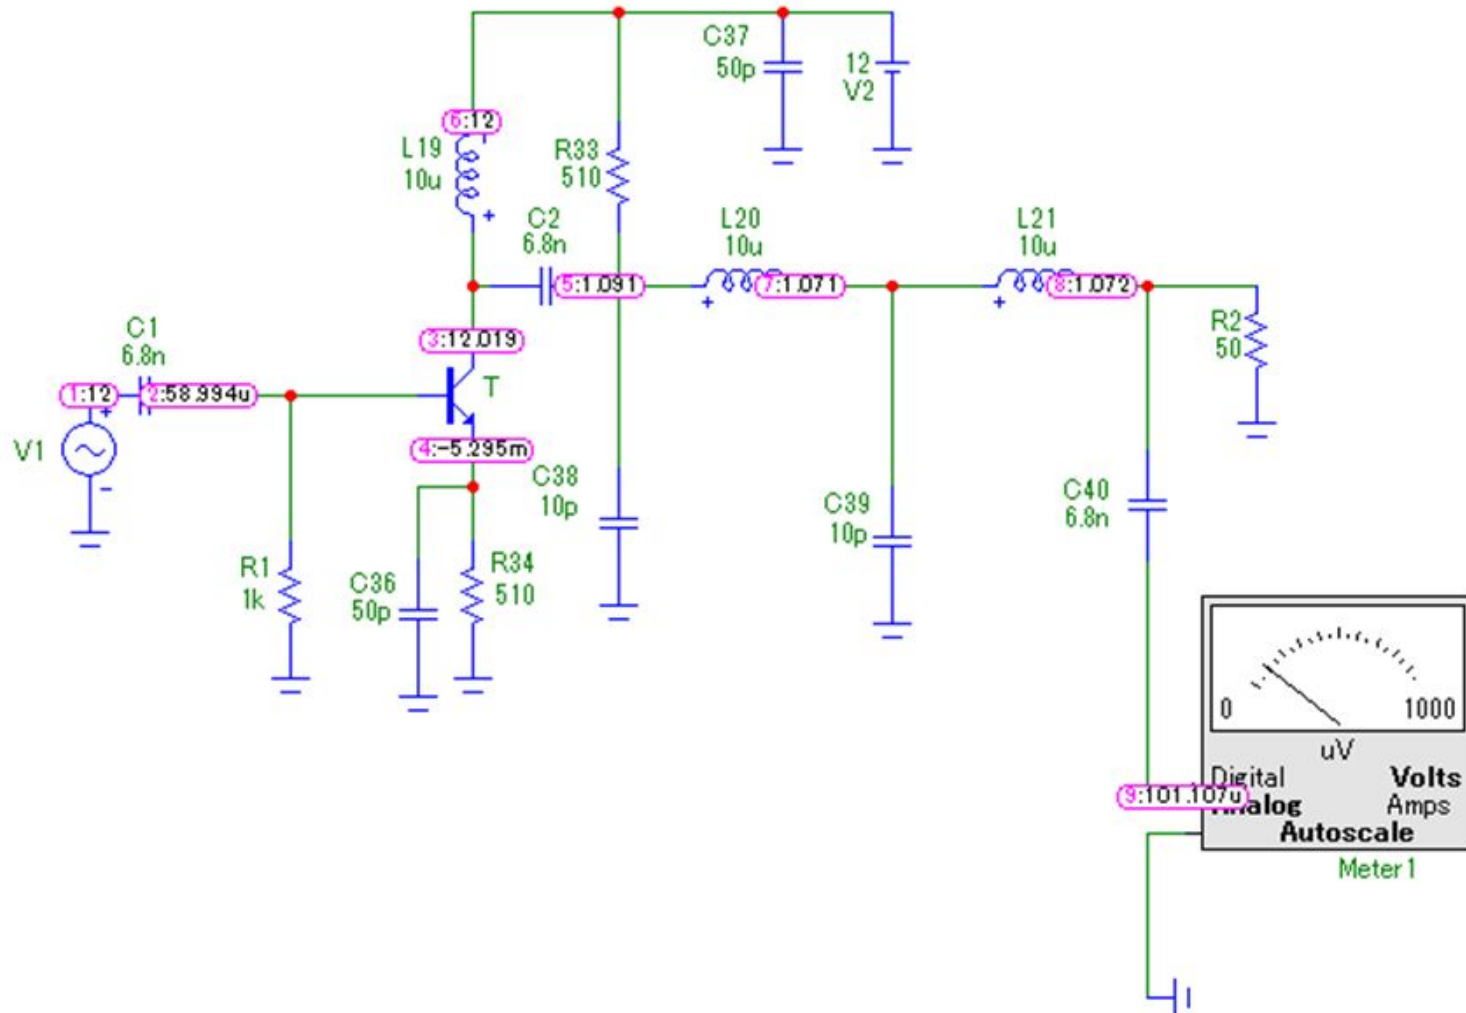 C37
50p
12
V2
6:12
L19
10u
R33
510
C2
6.8n
L20
10u
L21
10u
5:1.091
7:1.071
8:1.072
R2
50
C1
6.8n
3:12.019
T
1:12
2:58.994u
V1
4:-5.295m
C38
10p
C39
10p
C40
6.8n
R1
1k
C36
50p
R34
510
0
1000
uV
Digital
Volts
9:101.107u
Analog
Amps
Autoscale
Meter1